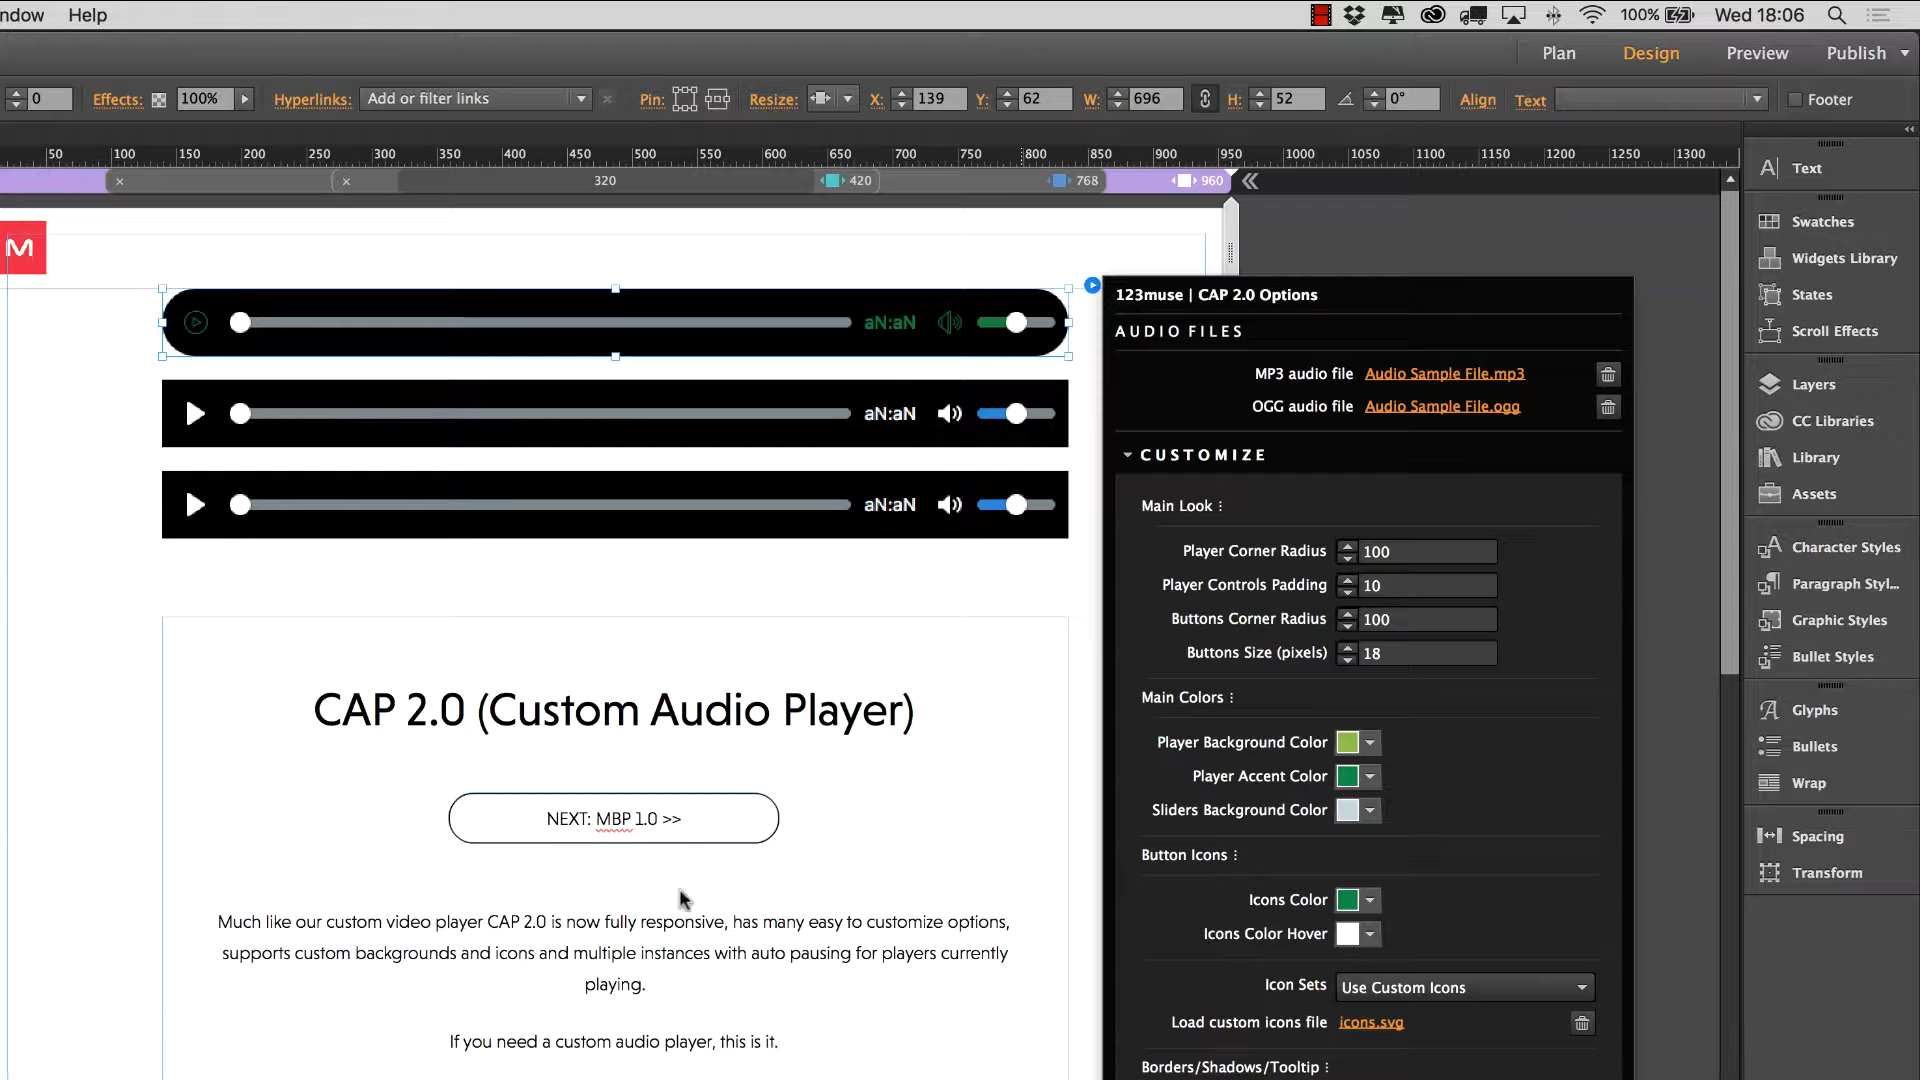 ndow Help 100% Wed 18:06
Plan Design Preview Publish
0 Effects: 100% Hyperlinks: Add or filter links Pin: Resize: X: 139 Y: 62 W: 696 H: 52 0° Align Text Footer
50 100 150 200 250 300 350 400 450 500 550 600 650 700 750 800 850 900 950 1000 1050 1100 1150 1200 1250 1300
320 420 768 960
M
aN:aN
aN:aN
aN:aN
CAP 2.0 (Custom Audio Player)
NEXT: MBP 1.0 >>
Much like our custom video player CAP 2.0 is now fully responsive, has many easy to customize options,
supports custom backgrounds and icons and multiple instances with auto pausing for players currently
playing.
If you need a custom audio player, this is it.
123muse | CAP 2.0 Options
AUDIO FILES
MP3 audio file Audio Sample File.mp3
OGG audio file Audio Sample File.ogg
CUSTOMIZE
Main Look :
Player Corner Radius 100
Player Controls Padding 10
Buttons Corner Radius 100
Buttons Size (pixels) 18
Main Colors :
Player Background Color
Player Accent Color
Sliders Background Color
Button Icons :
Icons Color
Icons Color Hover
Icon Sets Use Custom Icons
Load custom icons file icons.svg
Borders/Shadows/Tooltip :
Text
Swatches
Widgets Library
States
Scroll Effects
Layers
CC Libraries
Library
Assets
Character Styles
Paragraph Styl...
Graphic Styles
Bullet Styles
Glyphs
Bullets
Wrap
Spacing
Transform